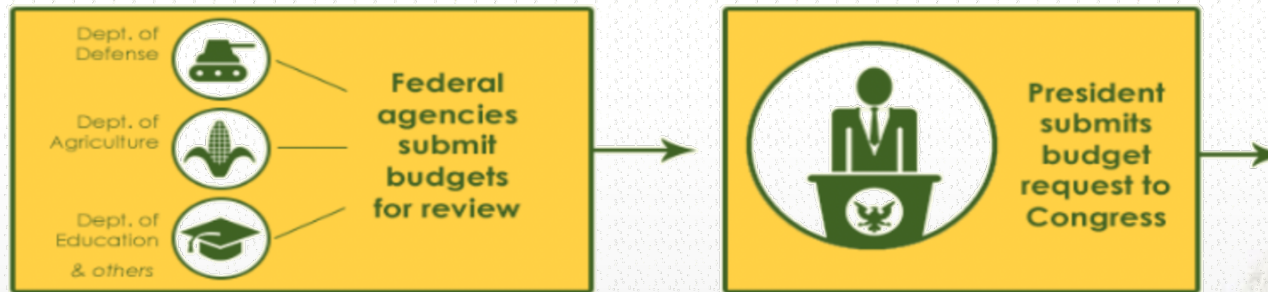 Dept. of
Defense
Dept. of
Agriculture
Dept. of
Education
& others
Federal
agencies
submit
budgets
for review
President
submits
budget
request to
Congress